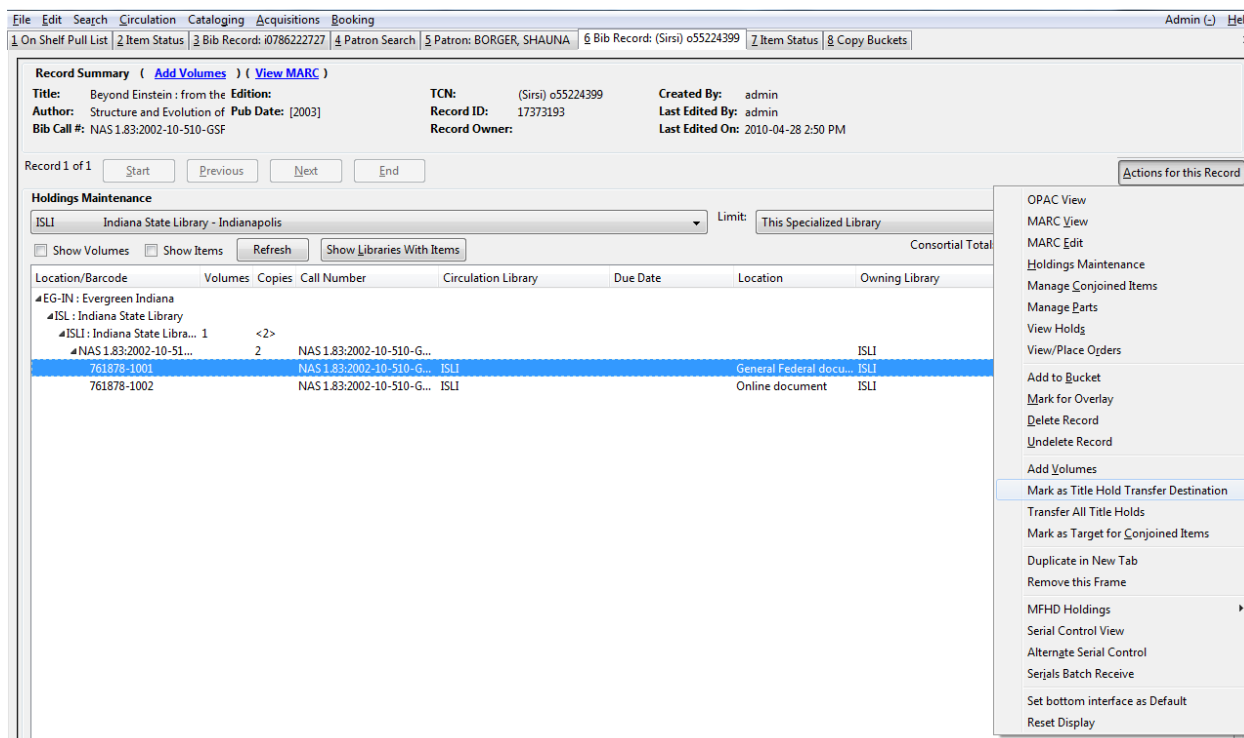 File Edit Search Circulation Cataloging Acquisitions Booking Admin (-) Hel
1 On Shelf Pull List 2 Item Status 3 Bib Record: i0786222727 4 Patron Search 5 Patron: BORGER, SHAUNA 6 Bib Record: (Sirsi) o55224399 7 Item Status 8 Copy Buckets
Record Summary ( Add Volumes ) ( View MARC )
Title: Beyond Einstein : from the Edition: TCN: (Sirsi) o55224399 Created By: admin
Author: Structure and Evolution of Pub Date: [2003] Record ID: 17373193 Last Edited By: admin
Bib Call #: NAS 1.83:2002-10-510-GSF Record Owner: Last Edited On: 2010-04-28 2:50 PM
Record 1 of 1 Start Previous Next End Actions for this Record
Holdings Maintenance
ISLI Indiana State Library - Indianapolis Limit: This Specialized Library
Show Volumes Show Items Refresh Show Libraries With Items Consortial Total:
Location/Barcode Volumes Copies Call Number Circulation Library Due Date Location Owning Library
EG-IN : Evergreen Indiana
ISL : Indiana State Library
ISLI : Indiana State Libra... 1 <2>
NAS 1.83:2002-10-51... 2 NAS 1.83:2002-10-510-G... ISLI
761878-1001 NAS 1.83:2002-10-510-G... ISLI General Federal docu... ISLI
761878-1002 NAS 1.83:2002-10-510-G... ISLI Online document ISLI
OPAC View
MARC View
MARC Edit
Holdings Maintenance
Manage Conjoined Items
Manage Parts
View Holds
View/Place Orders
Add to Bucket
Mark for Overlay
Delete Record
Undelete Record
Add Volumes
Mark as Title Hold Transfer Destination
Transfer All Title Holds
Mark as Target for Conjoined Items
Duplicate in New Tab
Remove this Frame
MFHD Holdings
Serial Control View
Alternate Serial Control
Serials Batch Receive
Set bottom interface as Default
Reset Display